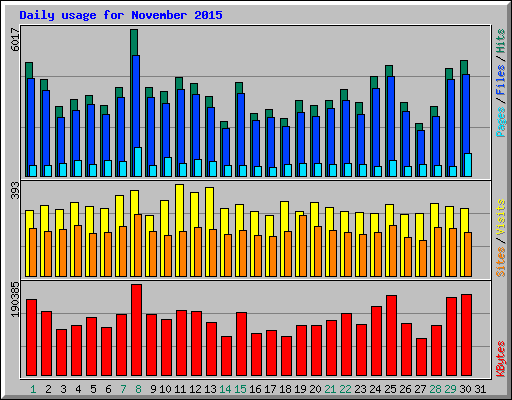 Daily usage for November 2015
6017
Pages / Files / Hits
393
Sites / Visits
190385
KBytes
1 2 3 4 5 6 7 8 9 10 11 12 13 14 15 16 17 18 19 20 21 22 23 24 25 26 27 28 29 30 31